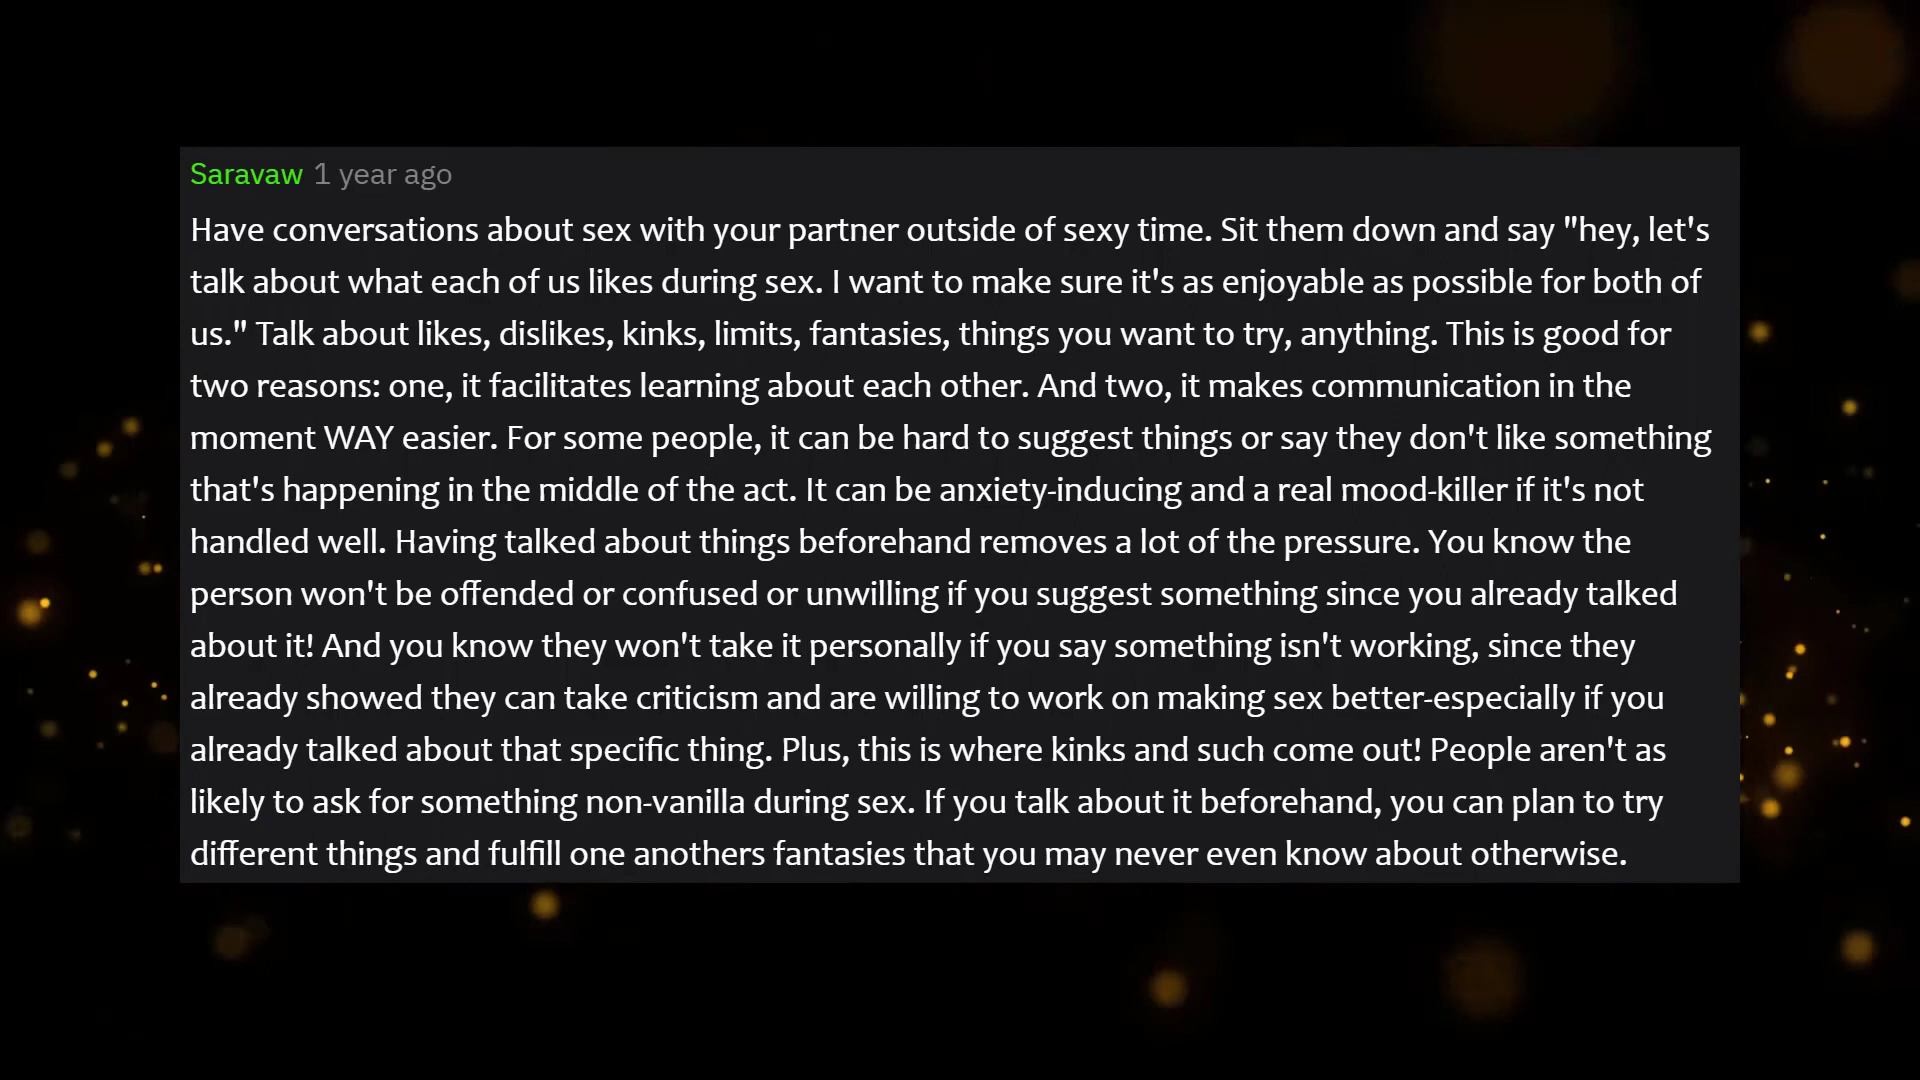 Saravaw 1 year ago
Have conversations about sex with your partner outside of sexy time. Sit them down and say "hey, let's
talk about what each of us likes during sex. I want to make sure it's as enjoyable as possible for both of
us." Talk about likes, dislikes, kinks, limits, fantasies, things you want to try, anything. This is good for
two reasons: one, it facilitates learning about each other. And two, it makes communication in the
moment WAY easier. For some people, it can be hard to suggest things or say they don't like something
that's happening in the middle of the act. It can be anxiety-inducing and a real mood-killer if it's not
handled well. Having talked about things beforehand removes a lot of the pressure. You know the
person won't be offended or confused or unwilling if you suggest something since you already talked
about it! And you know they won't take it personally if you say something isn't working, since they
already showed they can take criticism and are willing to work on making sex better-especially if you
already talked about that specific thing. Plus, this is where kinks and such come out! People aren't as
likely to ask for something non-vanilla during sex. If you talk about it beforehand, you can plan to try
different things and fulfill one anothers fantasies that you may never even know about otherwise.